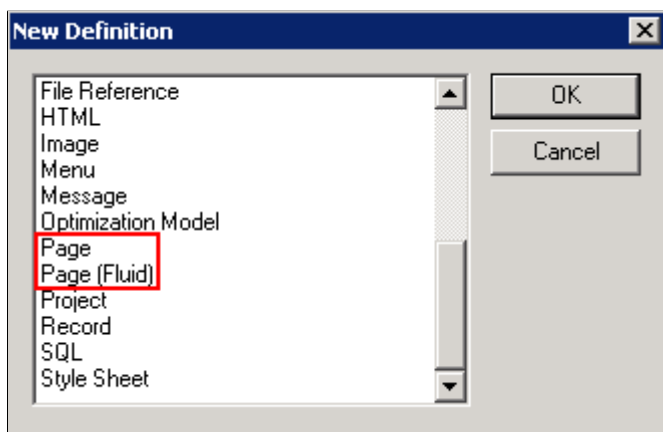 New Definition
File Reference
HTML
Image
Menu
Message
Optimization Model
Page
Page (Fluid)
Project
Record
SQL
Style Sheet
OK
Cancel